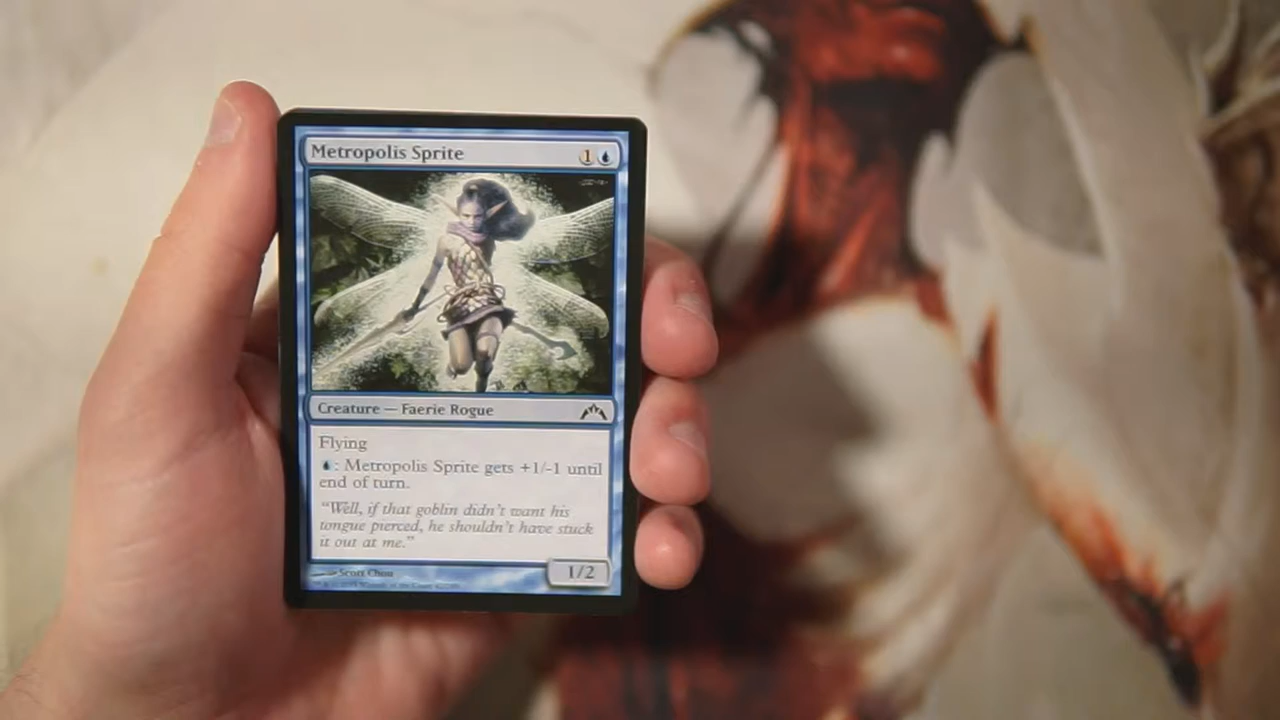 Metropolis Sprite 1
Creature — Faerie Rogue
Flying
: Metropolis Sprite gets +1/-1 until
end of turn.
"Well, if that goblin didn't want his
tongue pierced, he shouldn't have stuck
it out at me."
Scott Chou
1/2